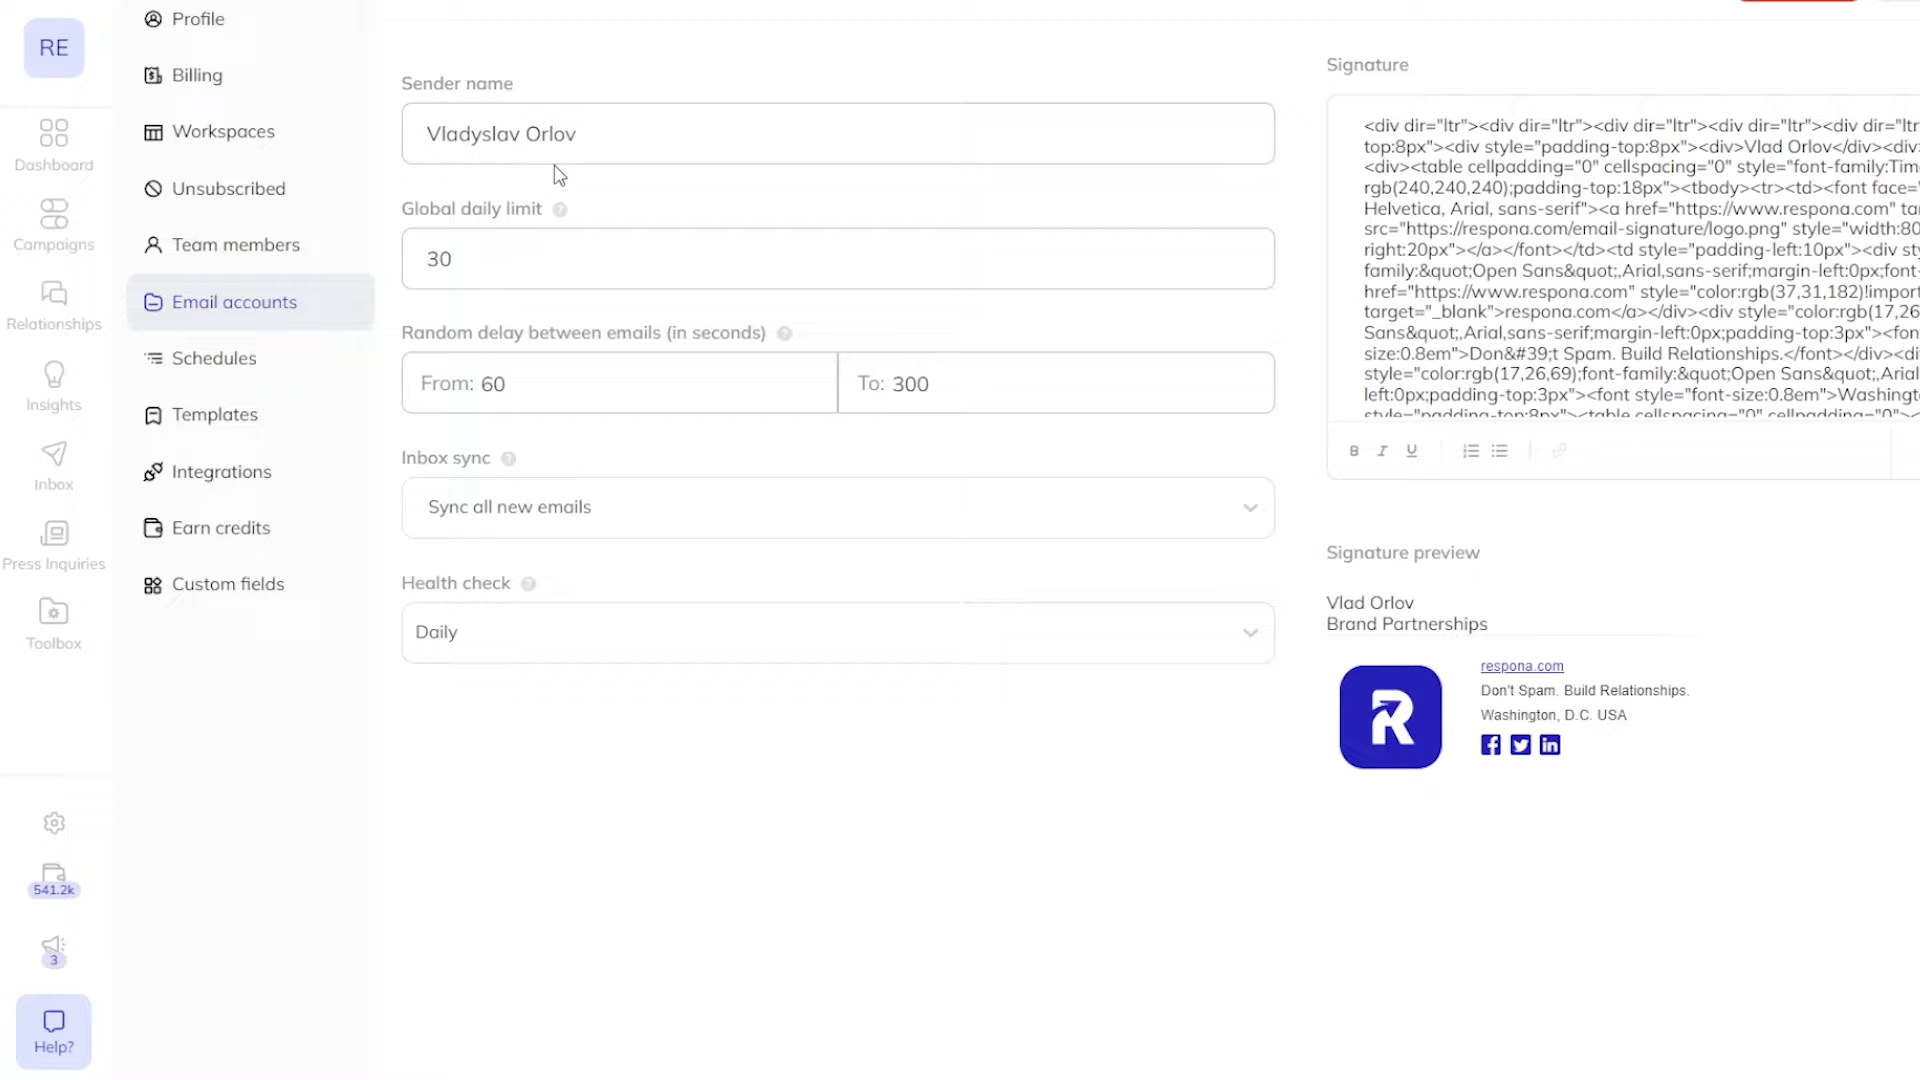 RE
Dashboard
Campaigns
Relationships
Insights
Inbox
Press Inquiries
Toolbox
541.2k
3
Help?
Profile
Billing
Workspaces
Unsubscribed
Team members
Email accounts
Schedules
Templates
Integrations
Earn credits
Custom fields
Sender name
Vladyslav Orlov
Global daily limit ?
30
Random delay between emails (in seconds) ?
From: 60
To: 300
Inbox sync ?
Sync all new emails
Health check ?
Daily
Signature
<div dir="ltr"><div dir="ltr"><div dir="ltr"><div dir="ltr"><div dir="ltr
top:8px"><div style="padding-top:8px"><div>Vlad Orlov</div><div>
<div><table cellpadding="0" cellspacing="0" style="font-family:Tim
rgb(240,240,240);padding-top:18px"><tbody><tr><td><font face="
Helvetica, Arial, sans-serif"><a href="https://www.respona.com" tar
src="https://respona.com/email-signature/logo.png" style="width:80
right:20px"></a></font></td><td style="padding-left:10px"><div sty
family:&quot;Open Sans&quot;,Arial,sans-serif;margin-left:0px;font-
href="https://www.respona.com" style="color:rgb(37,31,182)!import
target="_blank">respona.com</a></div><div style="color:rgb(17,26
Sans&quot;,Arial,sans-serif;margin-left:0px;padding-top:3px"><fon
size:0.8em">Don&#39;t Spam. Build Relationships.</font></div><di
style="color:rgb(17,26,69);font-family:&quot;Open Sans&quot;,Arial
left:0px;padding-top:3px"><font style="font-size:0.8em">Washingt
style="padding-top:8px"><table cellspacing="0" cellpadding="0"><
B I U
Signature preview
Vlad Orlov
Brand Partnerships
respona.com
Don't Spam. Build Relationships.
Washington, D.C. USA